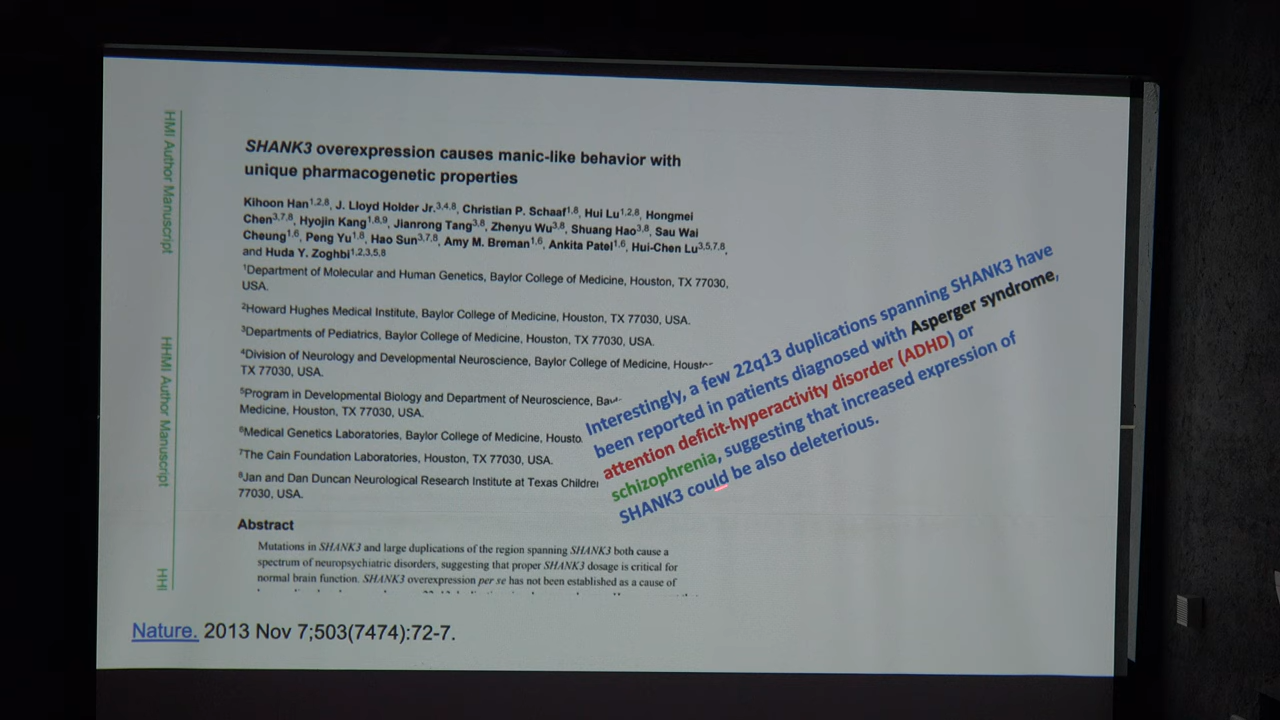 HMI Author Manuscript
HHMI Author Manuscript
HHI
SHANK3 overexpression causes manic-like behavior with
unique pharmacogenetic properties
Kihoon Han1,2,8, J. Lloyd Holder Jr.3,4,8, Christian P. Schaaf1,8, Hui Lu1,2,8, Hongmei
Chen3,7,8, Hyojin Kang1,8,9, Jianrong Tang3,8, Zhenyu Wu3,8, Shuang Hao3,8, Sau Wai
Cheung1,6, Peng Yu1,8, Hao Sun3,7,8, Amy M. Breman1,6, Ankita Patel1,6, Hui-Chen Lu3,5,7,8,
and Huda Y. Zoghbi1,2,3,5,8
1Department of Molecular and Human Genetics, Baylor College of Medicine, Houston, TX 77030,
USA.
2Howard Hughes Medical Institute, Baylor College of Medicine, Houston, TX 77030, USA.
3Departments of Pediatrics, Baylor College of Medicine, Houston, TX 77030, USA.
4Division of Neurology and Developmental Neuroscience, Baylor College of Medicine, Houston
TX 77030, USA.
5Program in Developmental Biology and Department of Neuroscience, Bay
Medicine, Houston, TX 77030, USA.
6Medical Genetics Laboratories, Baylor College of Medicine, Housto
7The Cain Foundation Laboratories, Houston, TX 77030, USA.
8Jan and Dan Duncan Neurological Research Institute at Texas Childre
77030, USA.
Interestingly, a few 22q13 duplications spanning SHANK3 have
been reported in patients diagnosed with Asperger syndrome,
attention deficit-hyperactivity disorder (ADHD) or
schizophrenia, suggesting that increased expression of
SHANK3 could be also deleterious.
Abstract
Mutations in SHANK3 and large duplications of the region spanning SHANK3 both cause a
spectrum of neuropsychiatric disorders, suggesting that proper SHANK3 dosage is critical for
normal brain function. SHANK3 overexpression per se has not been established as a cause of
Nature. 2013 Nov 7;503(7474):72-7.